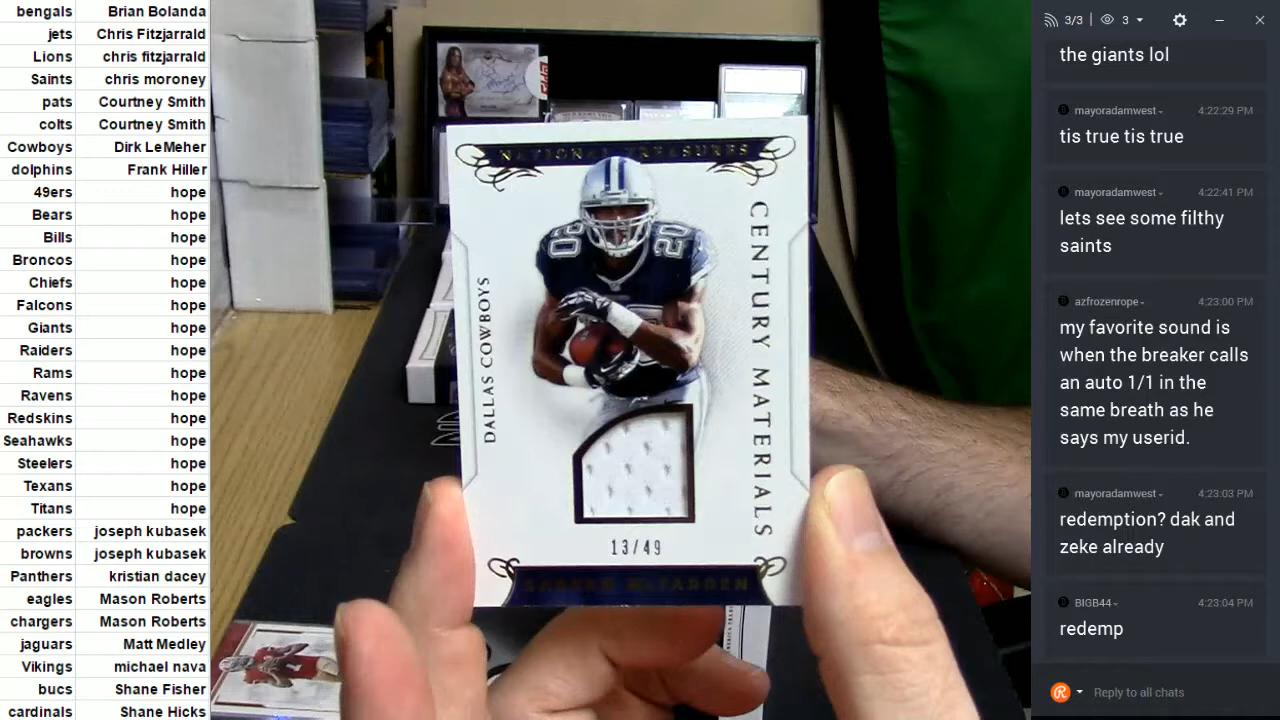 bengals Brian Bolanda
jets Chris Fitzjarrald
Lions chris fitzjarrald
Saints chris moroney
pats Courtney Smith
colts Courtney Smith
Cowboys Dirk LeMeher
dolphins Frank Hiller
49ers hope
Bears hope
Bills hope
Broncos hope
Chiefs hope
Falcons hope
Giants hope
Raiders hope
Rams hope
Ravens hope
Redskins hope
Seahawks hope
Steelers hope
Texans hope
Titans hope
packers joseph kubasek
browns joseph kubasek
Panthers kristian dacey
eagles Mason Roberts
chargers Mason Roberts
jaguars Matt Medley
Vikings michael nava
bucs Shane Fisher
cardinals Shane Hicks
NATIONAL TREASURES
CENTURY MATERIALS
DALLAS COWBOYS
20 20
13/49
DARREN McFADDEN
3/3 3
the giants lol
mayoradamwest 4:22:29 PM
tis true tis true
mayoradamwest 4:22:41 PM
lets see some filthy
saints
azfrozenrope 4:23:00 PM
my favorite sound is
when the breaker calls
an auto 1/1 in the
same breath as he
says my userid.
mayoradamwest 4:23:03 PM
redemption? dak and
zeke already
BIGB44 4:23:04 PM
redemp
Reply to all chats